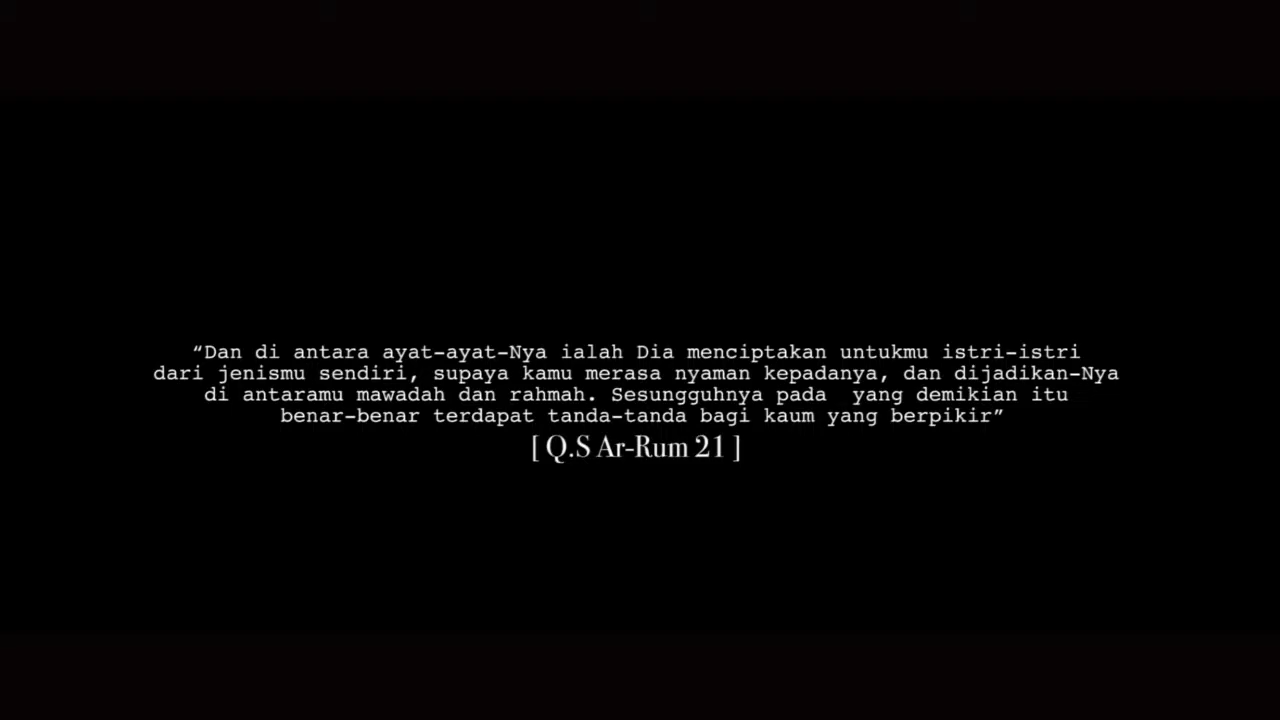 “Dan di antara ayat-ayat-Nya ialah Dia menciptakan untukmu istri-istri
dari jenismu sendiri, supaya kamu merasa nyaman kepadanya, dan dijadikan-Nya
di antaramu mawadah dan rahmah. Sesungguhnya pada  yang demikian itu
benar-benar terdapat tanda-tanda bagi kaum yang berpikir”
[ Q.S Ar-Rum 21 ]